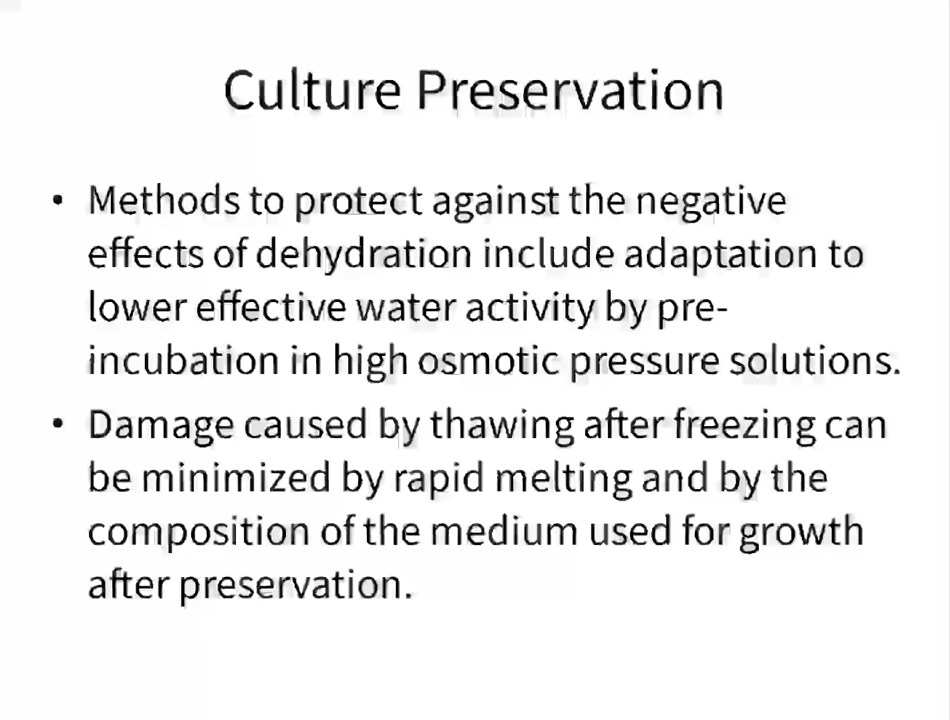 Culture Preservation
• Methods to protect against the negative
effects of dehydration include adaptation to
lower effective water activity by pre-
incubation in high osmotic pressure solutions.
• Damage caused by thawing after freezing can
be minimized by rapid melting and by the
composition of the medium used for growth
after preservation.